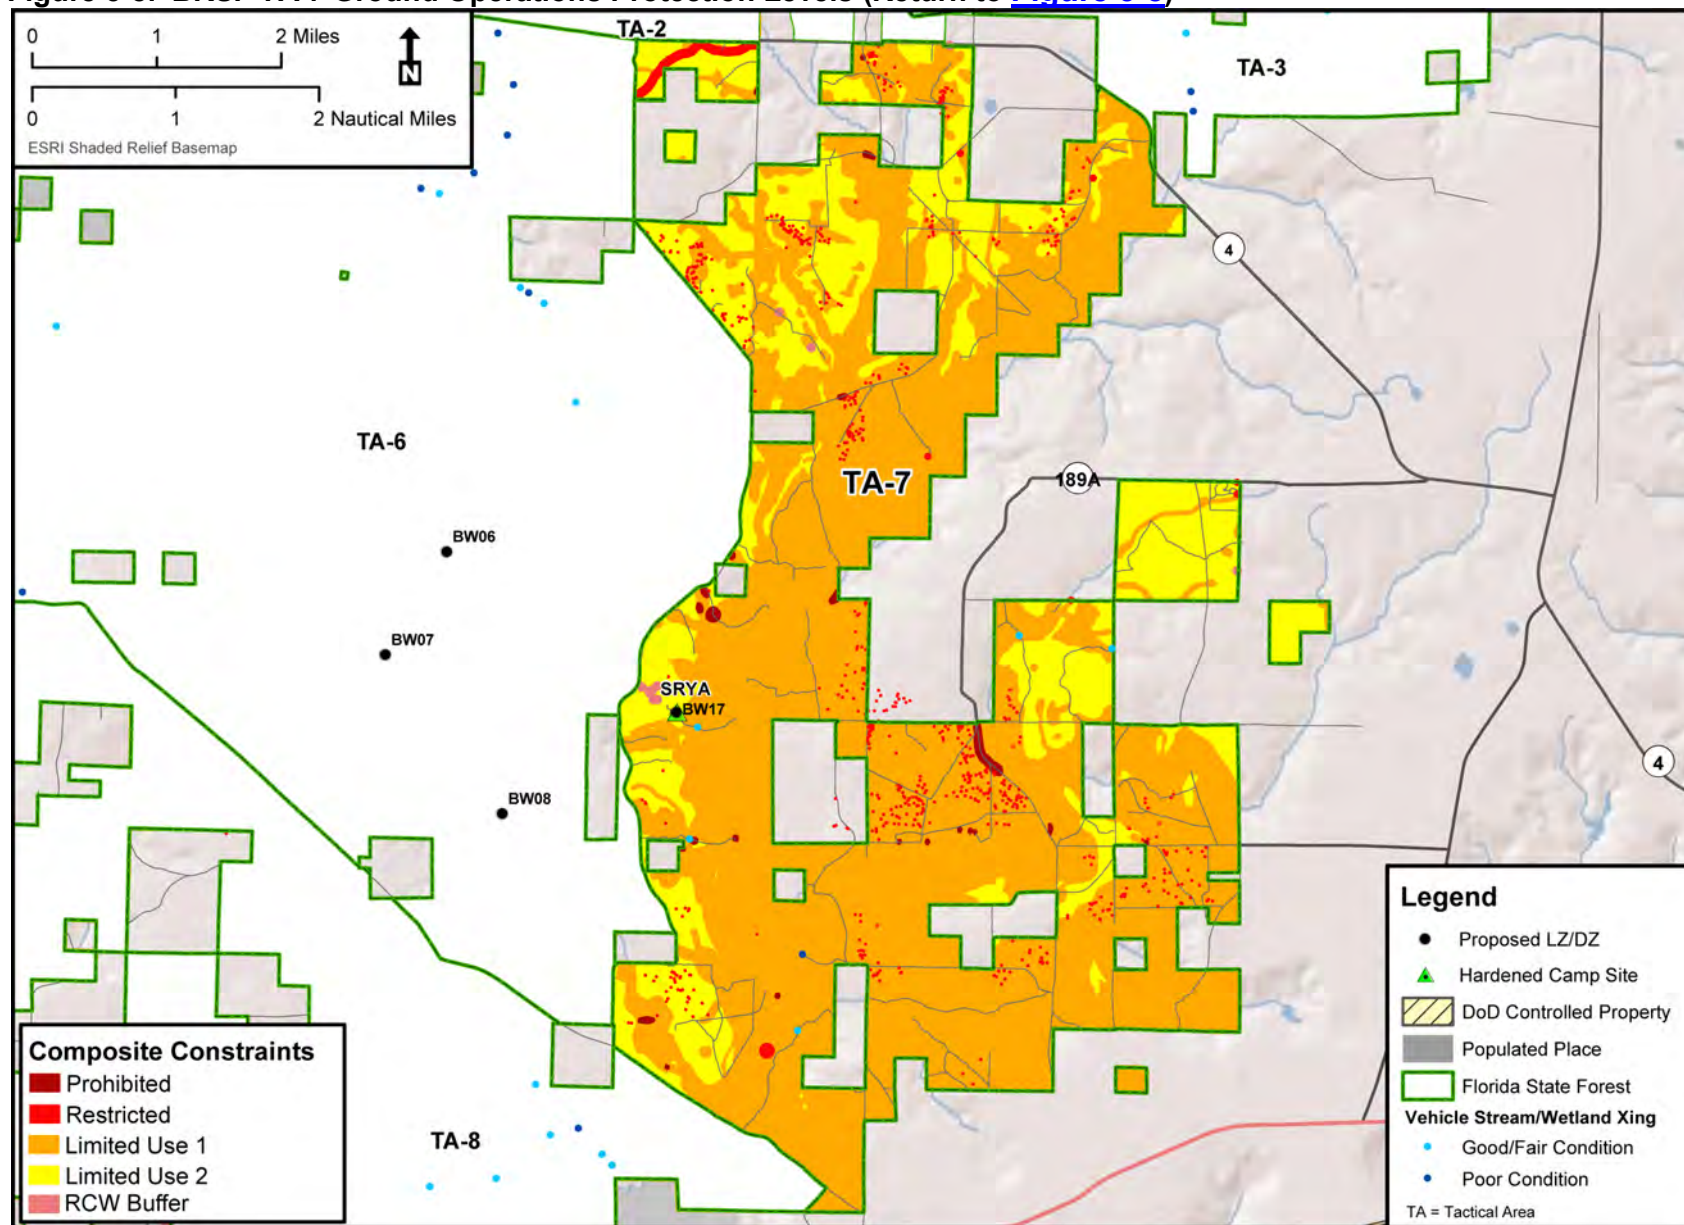 0 1 2 Miles
N
0 1 2 Nautical Miles
ESRI Shaded Relief Basemap
TA-2
TA-3
4
TA-6
TA-7
189A
BW06
BW07
SRYA
BW17
BW08
4
TA-8
Composite Constraints
Prohibited
Restricted
Limited Use 1
Limited Use 2
RCW Buffer
Legend
Proposed LZ/DZ
Hardened Camp Site
DoD Controlled Property
Populated Place
Florida State Forest
Vehicle Stream/Wetland Xing
Good/Fair Condition
Poor Condition
TA = Tactical Area